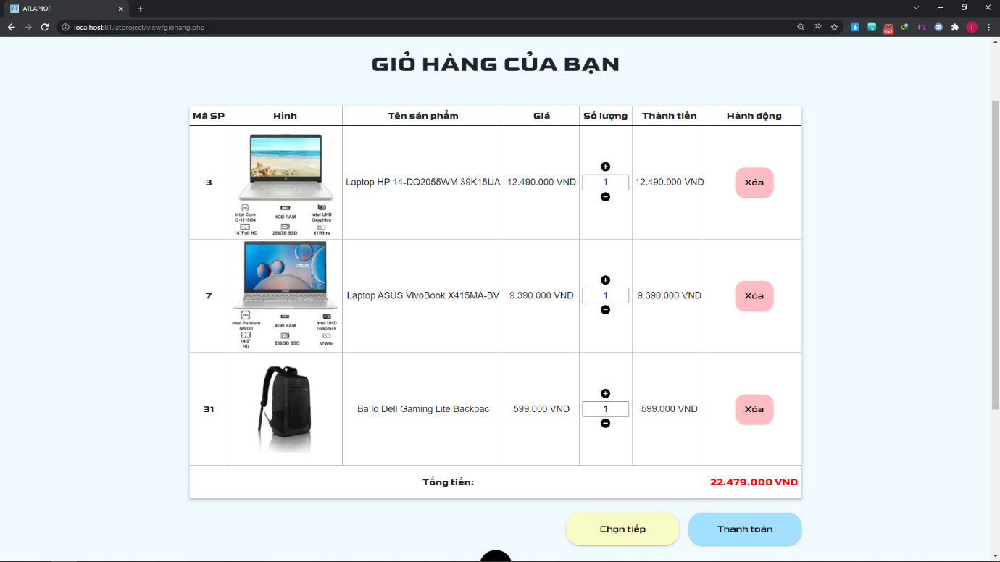 ATLAPTOP
localhost:81/atproject/view/giohang.php
351
T
GIỎ HÀNG CỦA BẠN
Mã SP Hình Tên sản phẩm Giá Số lượng Thành tiền Hành động
3 Laptop HP 14-DQ2055WM 39K15UA 12.490.000 VND 1 12.490.000 VND Xóa
Intel Core i3-1115G4
4GB RAM
Intel UHD Graphics
14"Full HD
256GB SSD
41Whrs
7 Laptop ASUS VivoBook X415MA-BV 9.390.000 VND 1 9.390.000 VND Xóa
ASUS
Intel Pentium N5030
4GB RAM
Intel UHD Graphics
14.0" HD
256GB SSD
37WHr
31 Ba lô Dell Gaming Lite Backpac 599.000 VND 1 599.000 VND Xóa
Tổng tiền: 22.479.000 VND
Chọn tiếp Thanh toán